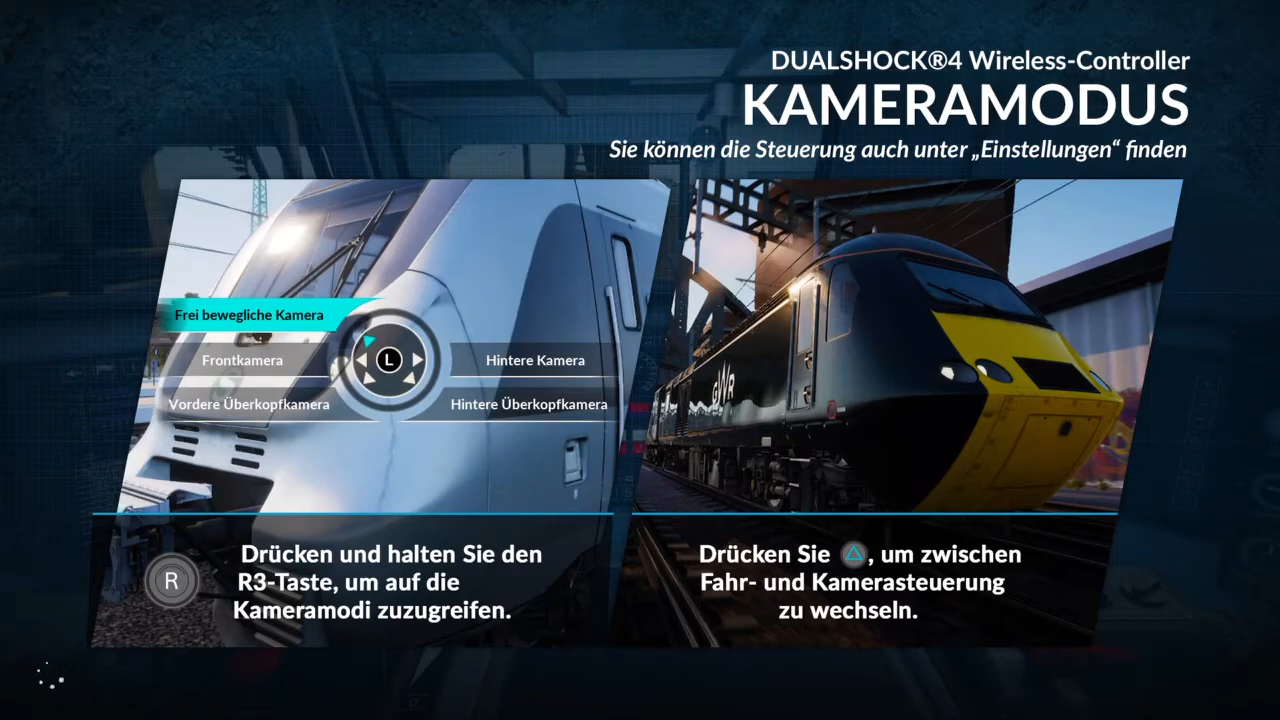 DUALSHOCK®4 Wireless-Controller
KAMERAMODUS
Sie können die Steuerung auch unter „Einstellungen“ finden
Frei bewegliche Kamera
Frontkamera
Vordere Überkopfkamera
L
Hintere Kamera
Hintere Überkopfkamera
GWR
R
Drücken und halten Sie den
R3-Taste, um auf die
Kameramodi zuzugreifen.
Drücken Sie , um zwischen
Fahr- und Kamerasteuerung
zu wechseln.